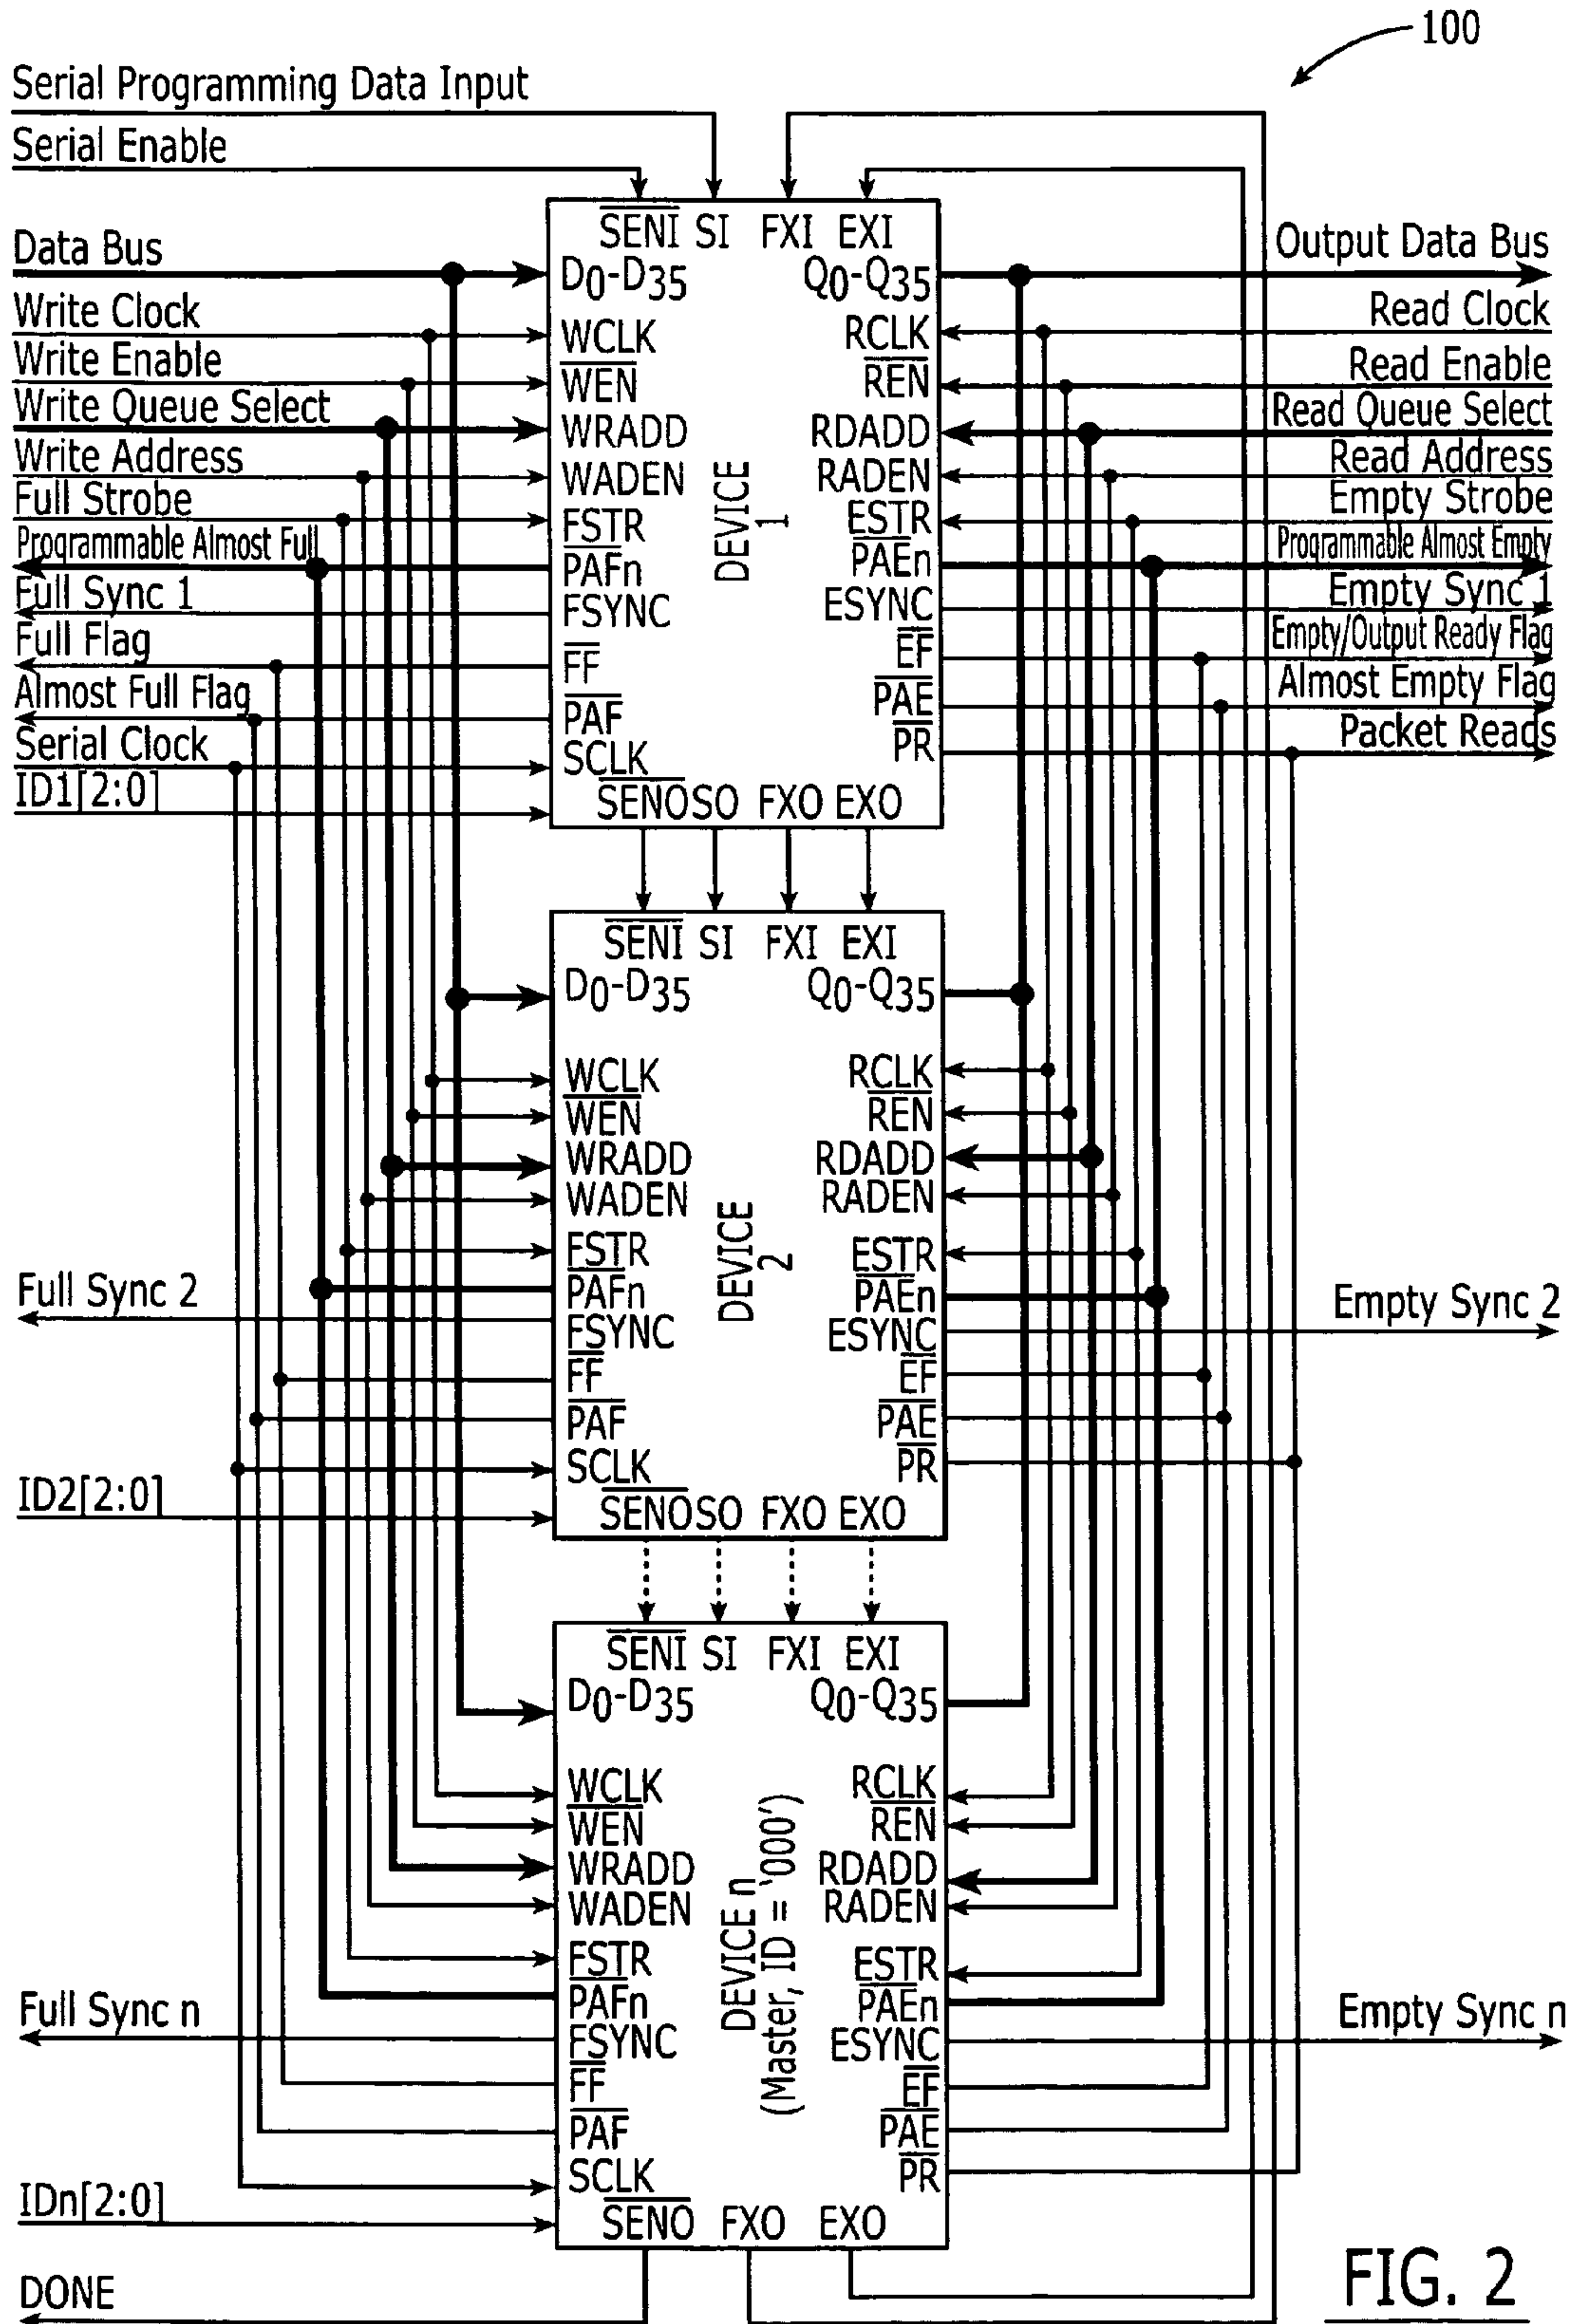 100
Serial Programming Data Input
Serial Enable
SENI SI FXI EXI
Data Bus
D0-D35 Q0-Q35
Output Data Bus
Write Clock
WCLK RCLK
Read Clock
Write Enable
WEN REN
Read Enable
Write Queue Select
WRADD RDADD
Read Queue Select
Write Address
WADEN RADEN
Read Address
Full Strobe
FSTR ESTR
Empty Strobe
Programmable Almost Full
PAFn PAEn
Programmable Almost Empty
Full Sync 1
FSYNC ESYNC
Empty Sync 1
Full Flag
FF EF
Empty/Output Ready Flag
Almost Full Flag
PAF PAE
Almost Empty Flag
Serial Clock
SCLK PR
Packet Reads
ID1[2:0]
SENO SO FXO EXO
DEVICE
1
SENI SI FXI EXI
D0-D35 Q0-Q35
WCLK RCLK
WEN REN
WRADD RDADD
WADEN RADEN
DEVICE
2
FSTR ESTR
PAFn PAEn
Full Sync 2
FSYNC ESYNC
Empty Sync 2
FF EF
PAF PAE
SCLK PR
ID2[2:0]
SENO SO FXO EXO
SENI SI FXI EXI
D0-D35 Q0-Q35
WCLK RCLK
WEN REN
WRADD RDADD
WADEN RADEN
DEVICE n
(Master, ID = '000')
FSTR ESTR
PAFn PAEn
Full Sync n
FSYNC ESYNC
Empty Sync n
FF EF
PAF PAE
SCLK PR
IDn[2:0]
SENO FXO EXO
DONE
FIG. 2